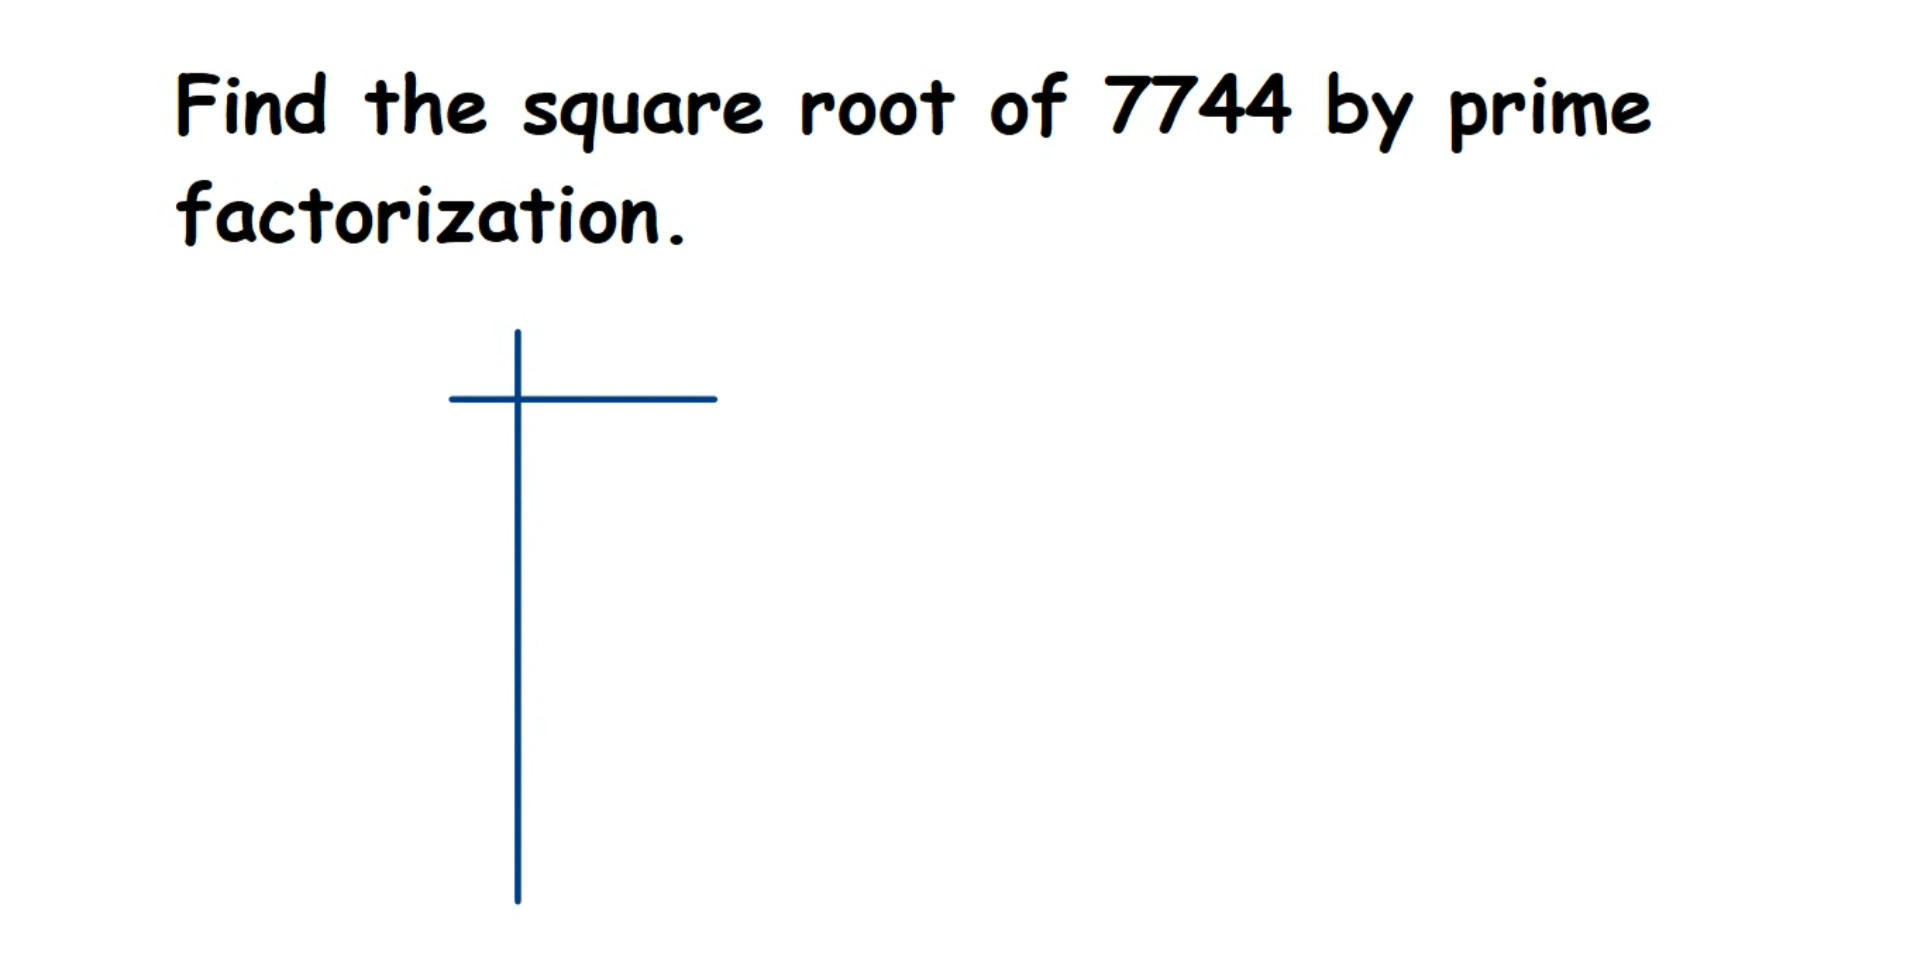 Find the square root of 7744 by prime
factorization.